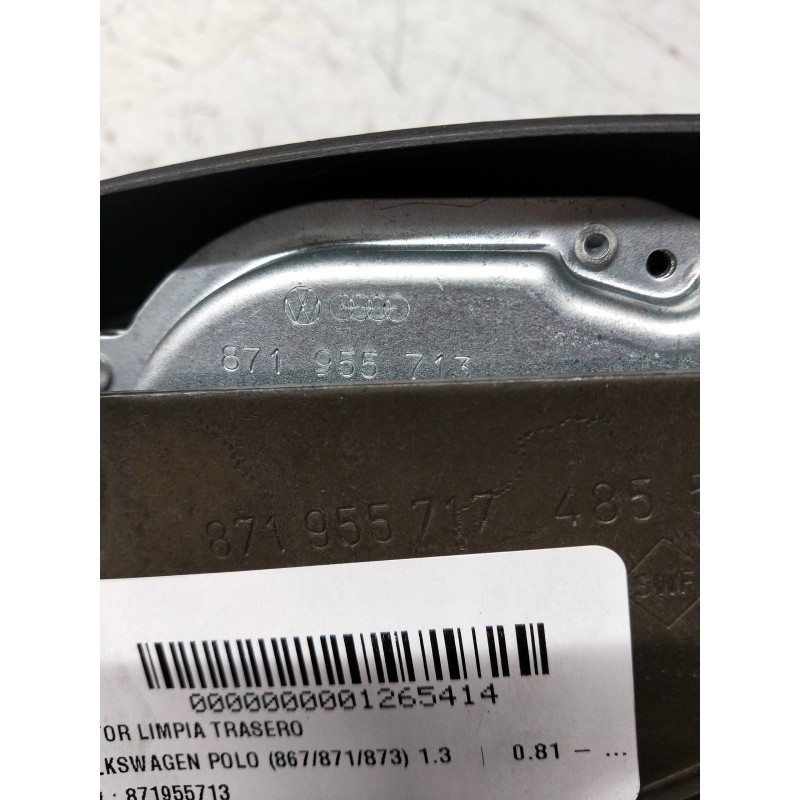 871 955 713
871 955 717 485
SWF
0000000001265414
TOR LIMPIA TRASERO
LKSWAGEN POLO (867/871/873) 1.3 | 0.81 – ...
: 871955713